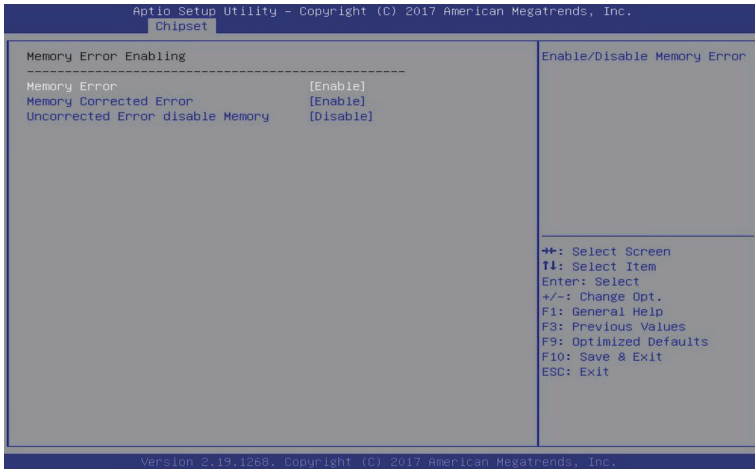 Aptio Setup Utility – Copyright (C) 2017 American Megatrends, Inc.
Chipset
Memory Error Enabling
--------------------------------------------------
Memory Error [Enable]
Memory Corrected Error [Enable]
Uncorrected Error disable Memory [Disable]
Enable/Disable Memory Error
→←: Select Screen
↑↓: Select Item
Enter: Select
+/-: Change Opt.
F1: General Help
F3: Previous Values
F9: Optimized Defaults
F10: Save & Exit
ESC: Exit
Version 2.19.1268. Copyright (C) 2017 American Megatrends, Inc.